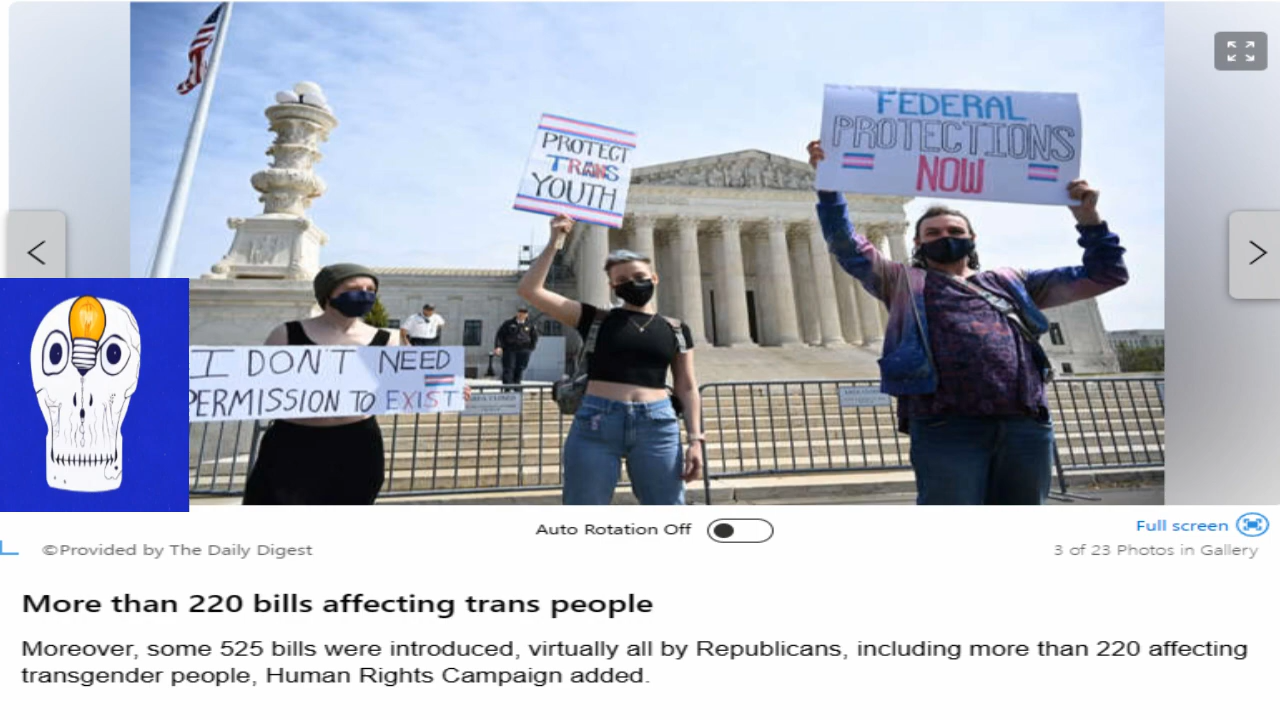 FEDERAL
PROTECTIONS
NOW
PROTECT
TRANS
YOUTH
I DON'T NEED
PERMISSION TO EXIST
Auto Rotation Off
Full screen
©Provided by The Daily Digest
3 of 23 Photos in Gallery
More than 220 bills affecting trans people
Moreover, some 525 bills were introduced, virtually all by Republicans, including more than 220 affecting
transgender people, Human Rights Campaign added.